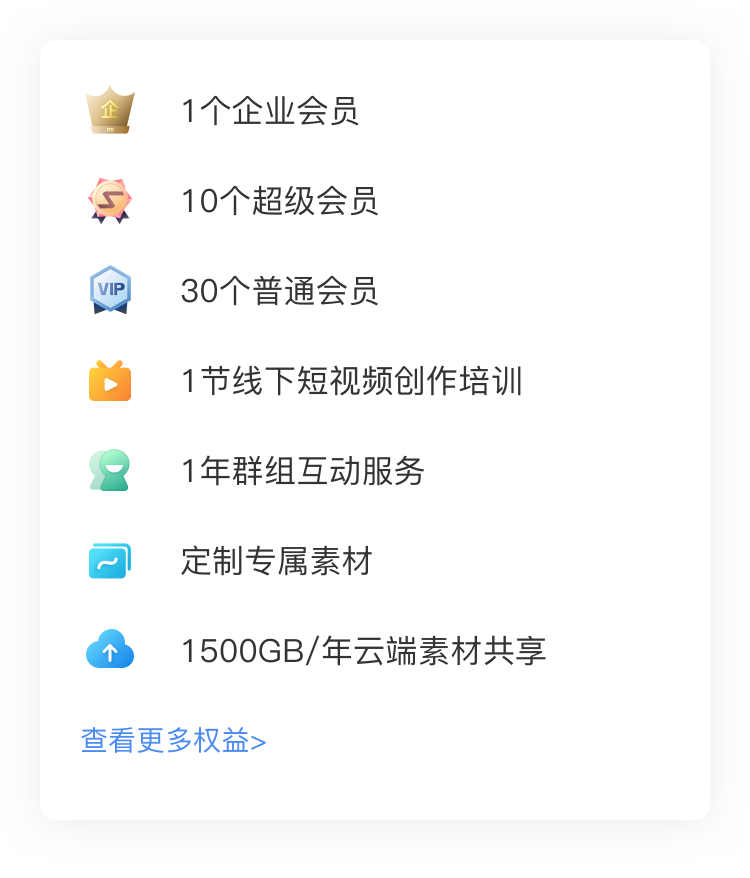 企
1个企业会员
10个超级会员
VIP
30个普通会员
1节线下短视频创作培训
1年群组互动服务
定制专属素材
1500GB/年云端素材共享
查看更多权益>